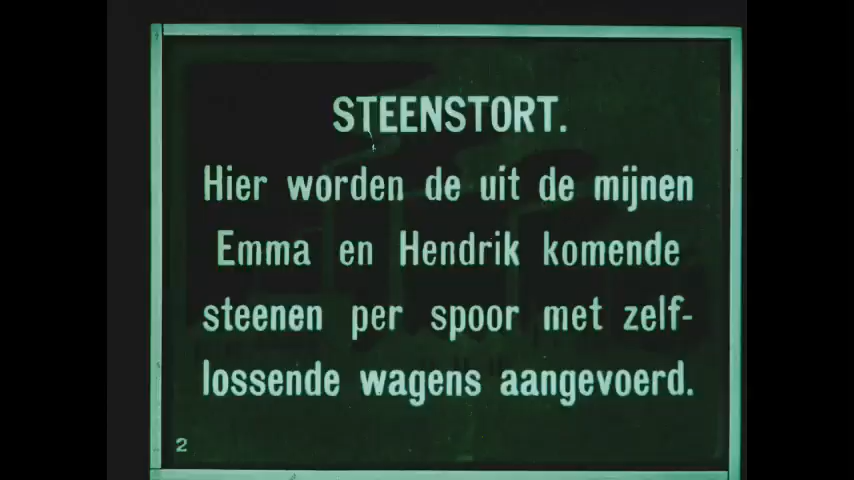 STEENSTORT.
Hier worden de uit de mijnen
Emma en Hendrik komende
steenen per spoor met zelf-
lossende wagens aangevoerd.
2